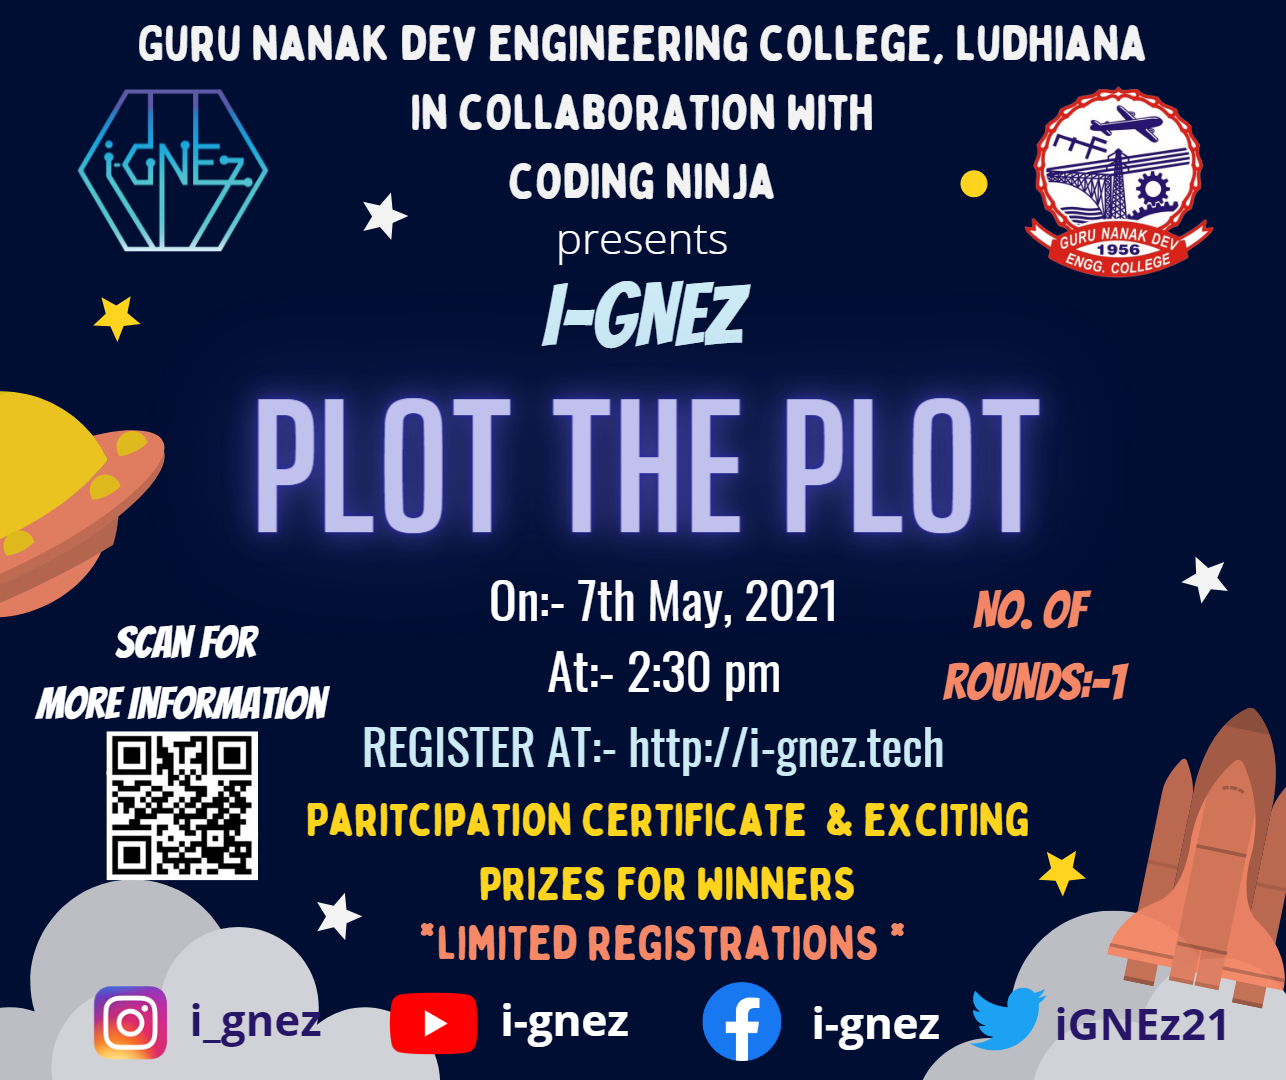 GURU NANAK DEV ENGINEERING COLLEGE, LUDHIANA
IN COLLABORATION WITH
CODING NINJA
presents
i-GNEz
GURU NANAK DEV
1956
ENGG. COLLEGE
I-GNEZ
PLOT THE PLOT
On:- 7th May, 2021
At:- 2:30 pm
NO. OF
ROUNDS:-1
SCAN FOR
MORE INFORMATION
REGISTER AT:- http://i-gnez.tech
PARITCIPATION CERTIFICATE & EXCITING
PRIZES FOR WINNERS
*LIMITED REGISTRATIONS *
i_gnez
i-gnez
i-gnez
iGNEz21